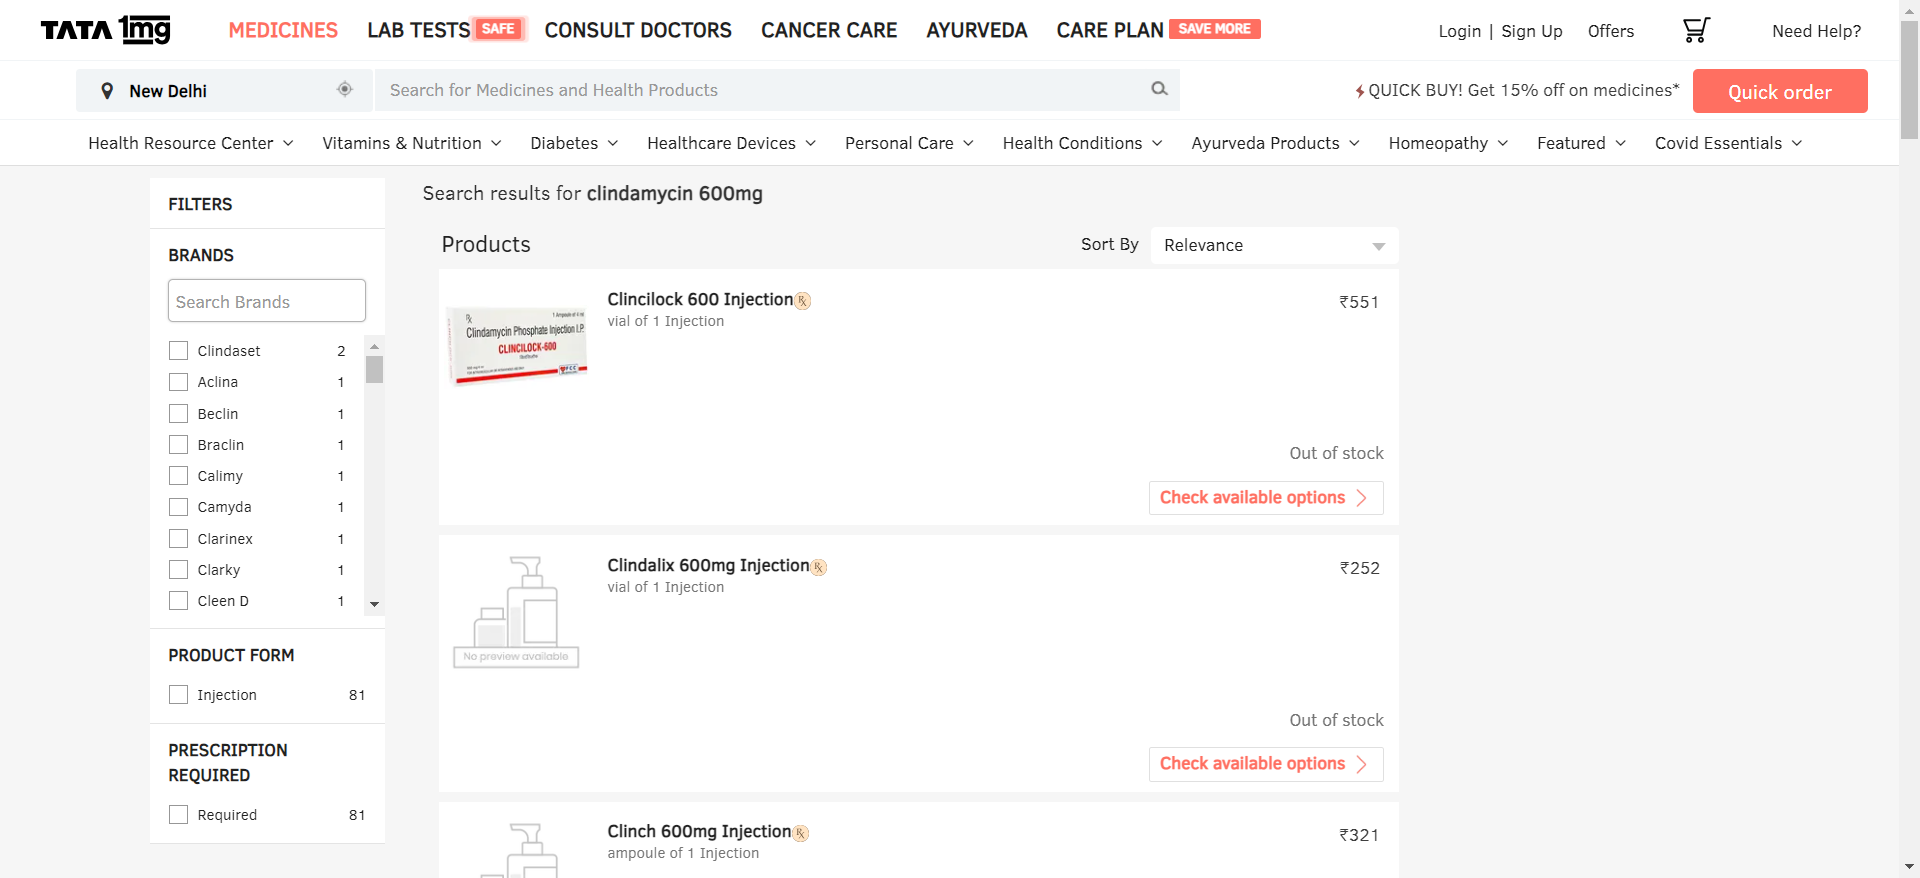 TATA 1mg
MEDICINES LAB TESTS SAFE CONSULT DOCTORS CANCER CARE AYURVEDA CARE PLAN SAVE MORE
Login | Sign Up Offers Need Help?
New Delhi
Search for Medicines and Health Products
QUICK BUY! Get 15% off on medicines*
Quick order
Health Resource Center Vitamins & Nutrition Diabetes Healthcare Devices Personal Care Health Conditions Ayurveda Products Homeopathy Featured Covid Essentials
FILTERS
BRANDS
Search Brands
Clindaset 2
Aclina 1
Beclin 1
Braclin 1
Calimy 1
Camyda 1
Clarinex 1
Clarky 1
Cleen D 1
PRODUCT FORM
Injection 81
PRESCRIPTION
REQUIRED
Required 81
Search results for clindamycin 600mg
Products
Sort By Relevance
Clindamycin Phosphate Injection I.P.
CLINCILOCK-600
Clincilock 600 Injection
₹551
vial of 1 Injection
Out of stock
Check available options
No preview available
Clindalix 600mg Injection
₹252
vial of 1 Injection
Out of stock
Check available options
Clinch 600mg Injection
₹321
ampoule of 1 Injection